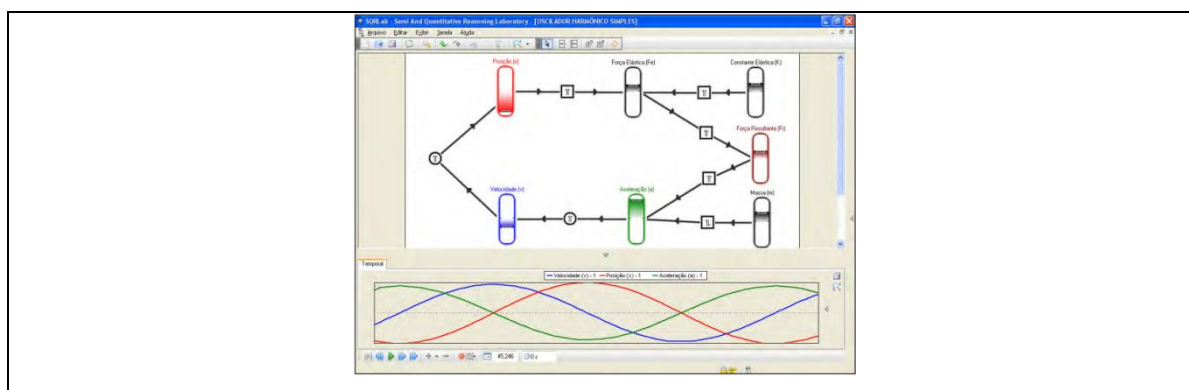 SQRLab - Semi And Quantitative Reasoning Laboratory - [OSCILADOR HARMÔNICO SIMPLES]
Arquivo Editar Exibir Janela Ajuda
Posição (x)
Força Elástica (Fe)
Constante Elástica (K)
Força Resultante (Fr)
Velocidade (v)
Aceleração (a)
Massa (m)
Temporal
Velocidade (v) - 1 Posição (x) - 1 Aceleração (a) - 1
45,246